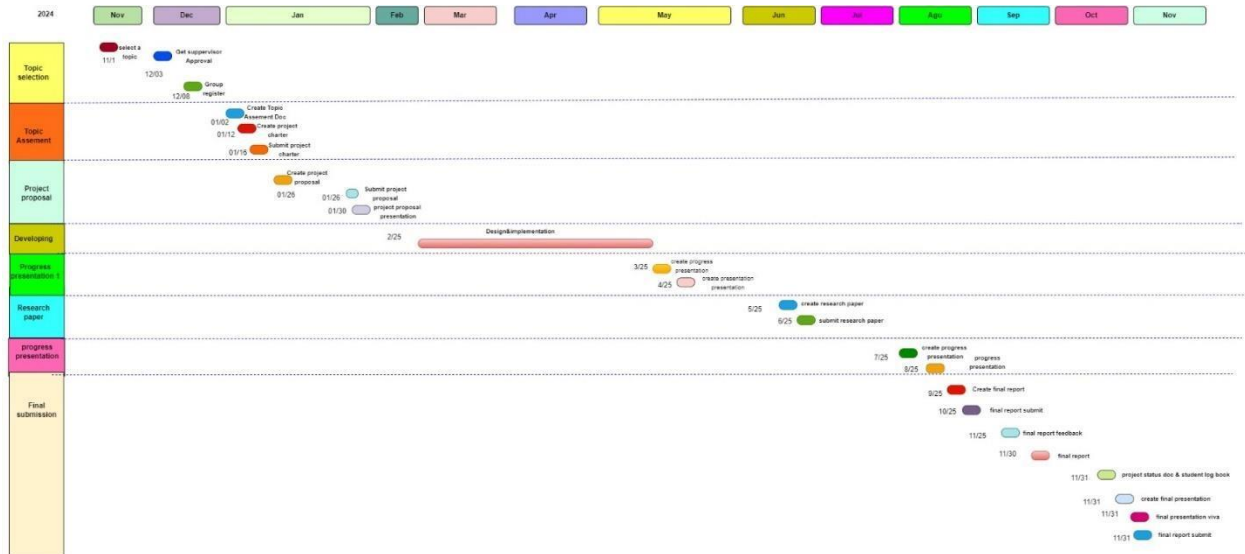 2024
Nov
Dec
Jan
Feb
Mar
Apr
May
Jun
Jul
Agu
Sep
Oct
Nov
Topic
selection
select a
topic
11/1
Get suppervisor
Approval
12/03
Group
register
12/08
Topic
Assement
Create Topic
Assement Doc
01/02
Create project
charter
01/12
Submit project
charter
01/16
Project
proposal
Create project
proposal
01/26
Submit project
proposal
01/26
project proposal
presentation
01/30
Developing
Design&implementation
2/25
Progress
presentation 1
create progress
presentation
3/25
create presentation
presentation
4/25
Research
paper
create research paper
5/25
submit research paper
6/25
progress
presentation
create progress
presentation
7/25
progress
presentation
8/25
Final
submission
Create final report
9/25
final report submit
10/25
final report feedback
11/25
final report
11/30
project status doc & student log book
11/31
create final presentation
11/31
final presentation viva
11/31
final report submit
11/31